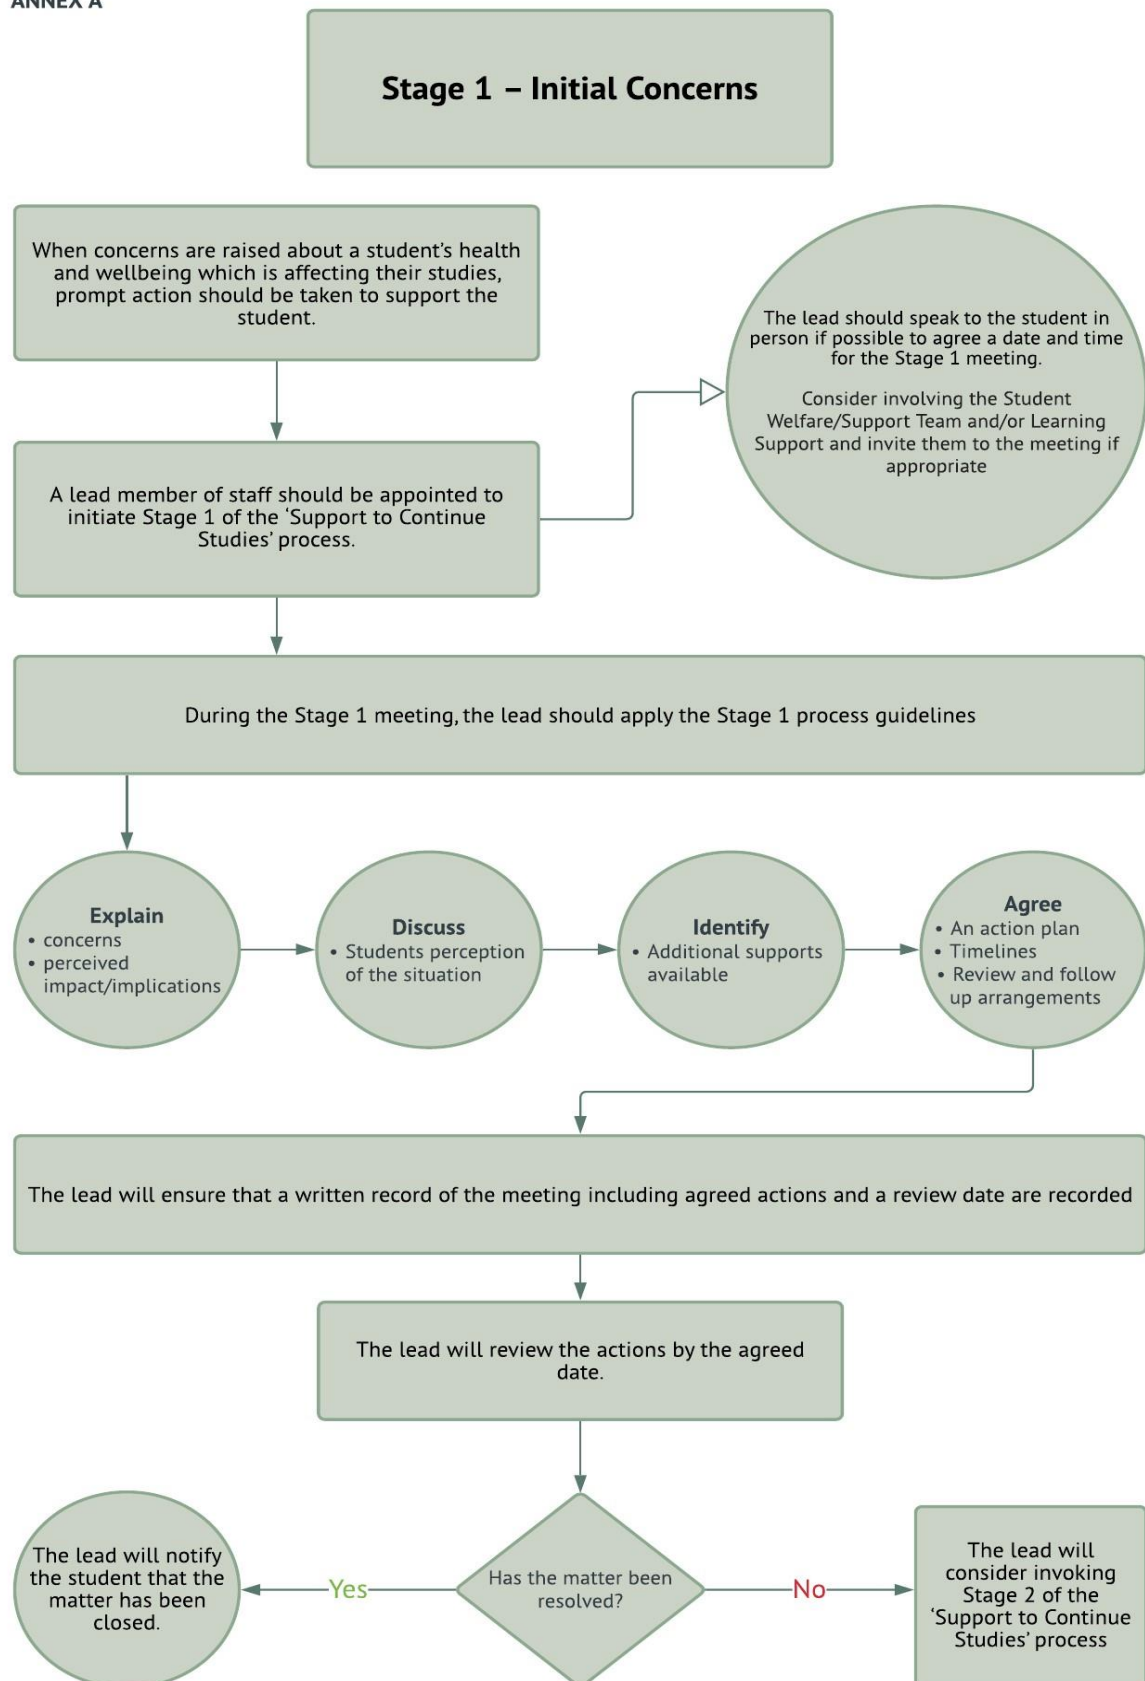 ANNEX A
Stage 1 – Initial Concerns
When concerns are raised about a student’s health
and wellbeing which is affecting their studies,
prompt action should be taken to support the
student.
The lead should speak to the student in
person if possible to agree a date and time
for the Stage 1 meeting.
Consider involving the Student
Welfare/Support Team and/or Learning
Support and invite them to the meeting if
appropriate
A lead member of staff should be appointed to
initiate Stage 1 of the ‘Support to Continue
Studies’ process.
During the Stage 1 meeting, the lead should apply the Stage 1 process guidelines
Explain
• concerns
• perceived
impact/implications
Discuss
• Students perception
of the situation
Identify
• Additional supports
available
Agree
• An action plan
• Timelines
• Review and follow
up arrangements
The lead will ensure that a written record of the meeting including agreed actions and a review date are recorded
The lead will review the actions by the agreed
date.
Has the matter been
resolved?
Yes
The lead will notify
the student that the
matter has been
closed.
No
The lead will
consider invoking
Stage 2 of the
‘Support to Continue
Studies’ process